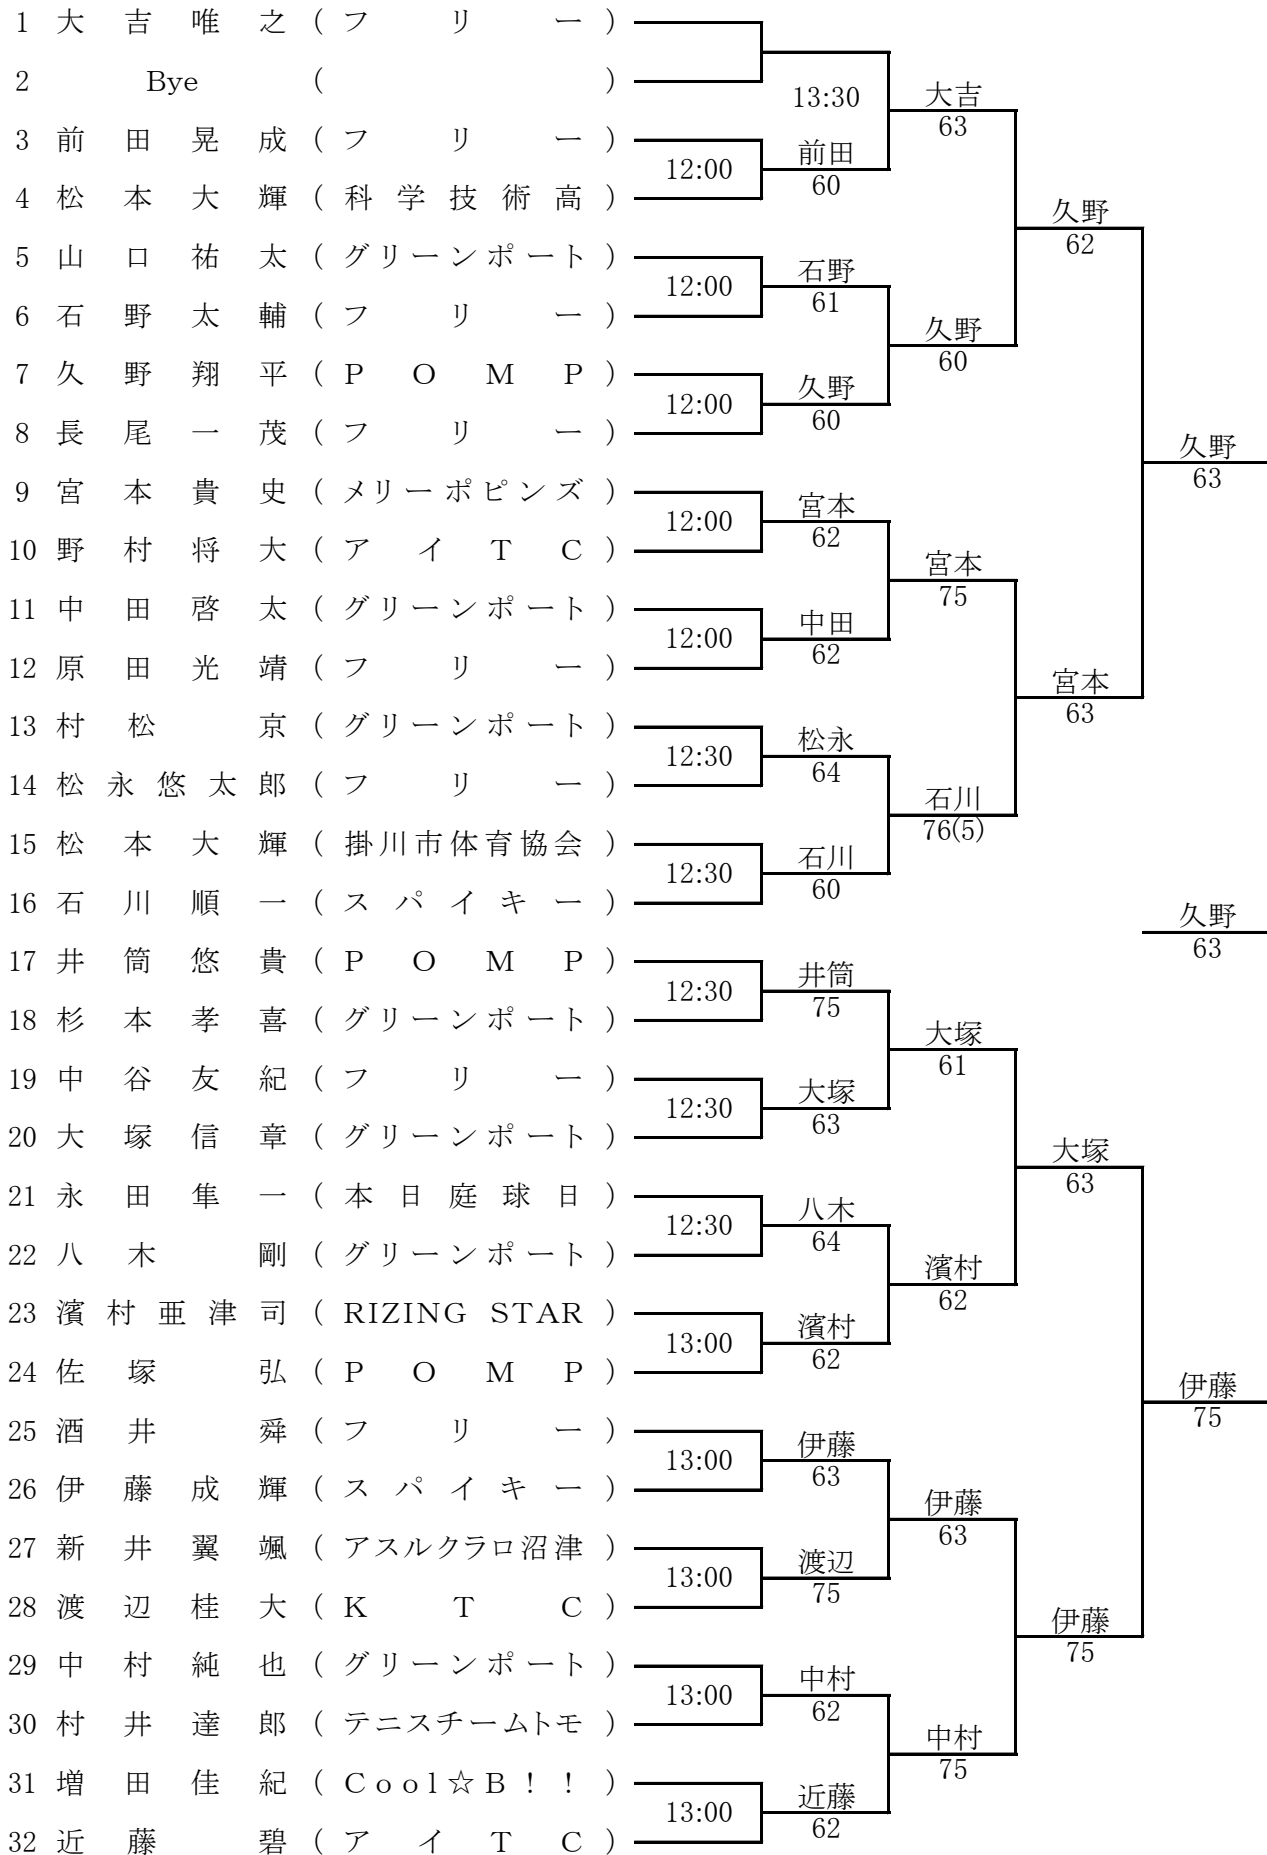 1 大吉唯之 (フリー)
大吉
2 Bye ( )
13:30
63
3 前田晃成 (フリー)
12:00
前田
60
4 松本大輝 (科学技術高)
久野
62
5 山口祐太 (グリーンポート)
12:00
石野
61
6 石野太輔 (フリー)
久野
60
7 久野翔平 (POMP)
12:00
久野
60
8 長尾一茂 (フリー)
久野
63
9 宮本貴史 (メリーポピンズ)
12:00
宮本
62
10 野村将大 (アイTC)
宮本
75
11 中田啓太 (グリーンポート)
12:00
中田
62
12 原田光靖 (フリー)
宮本
63
13 村松京 (グリーンポート)
12:30
松永
64
14 松永悠太郎 (フリー)
石川
76(5)
15 松本大輝 (掛川市体育協会)
12:30
石川
60
16 石川順一 (スパイキー)
久野
63
17 井筒悠貴 (POMP)
12:30
井筒
75
18 杉本孝喜 (グリーンポート)
大塚
61
19 中谷友紀 (フリー)
12:30
大塚
63
20 大塚信章 (グリーンポート)
大塚
63
21 永田隼一 (本日庭球日)
12:30
八木
64
22 八木剛 (グリーンポート)
濱村
62
23 濱村亜津司 (RIZING STAR)
13:00
濱村
62
24 佐塚弘 (POMP)
伊藤
75
25 酒井舜 (フリー)
13:00
伊藤
63
26 伊藤成輝 (スパイキー)
伊藤
63
27 新井翼颯 (アスルクラロ沼津)
13:00
渡辺
75
28 渡辺桂大 (KTC)
伊藤
75
29 中村純也 (グリーンポート)
13:00
中村
62
30 村井達郎 (テニスチームトモ)
中村
75
31 増田佳紀 (Cool☆B!!)
13:00
近藤
62
32 近藤碧 (アイTC)